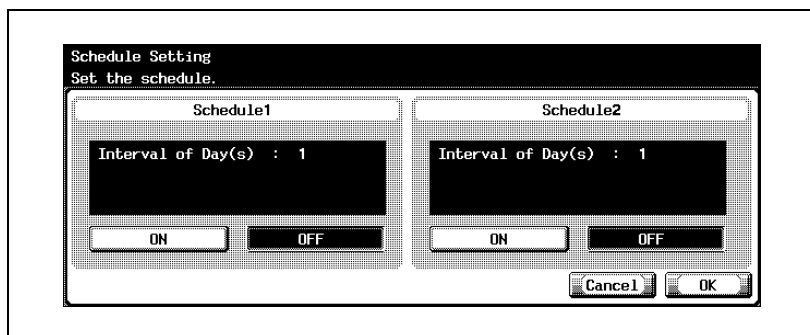 Schedule Setting
Set the schedule.
Schedule1
Interval of Day(s) : 1
ON OFF
Schedule2
Interval of Day(s) : 1
ON OFF
Cancel OK